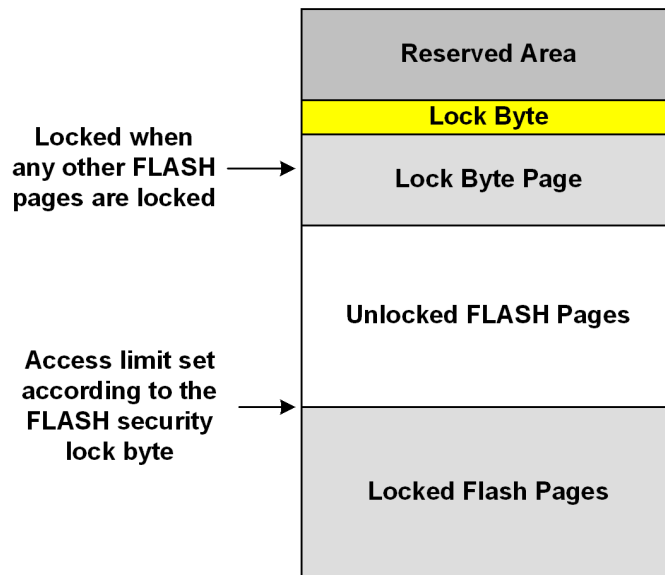 Reserved Area
Lock Byte
Locked when
any other FLASH
pages are locked
Lock Byte Page
Unlocked FLASH Pages
Access limit set
according to the
FLASH security
lock byte
Locked Flash Pages